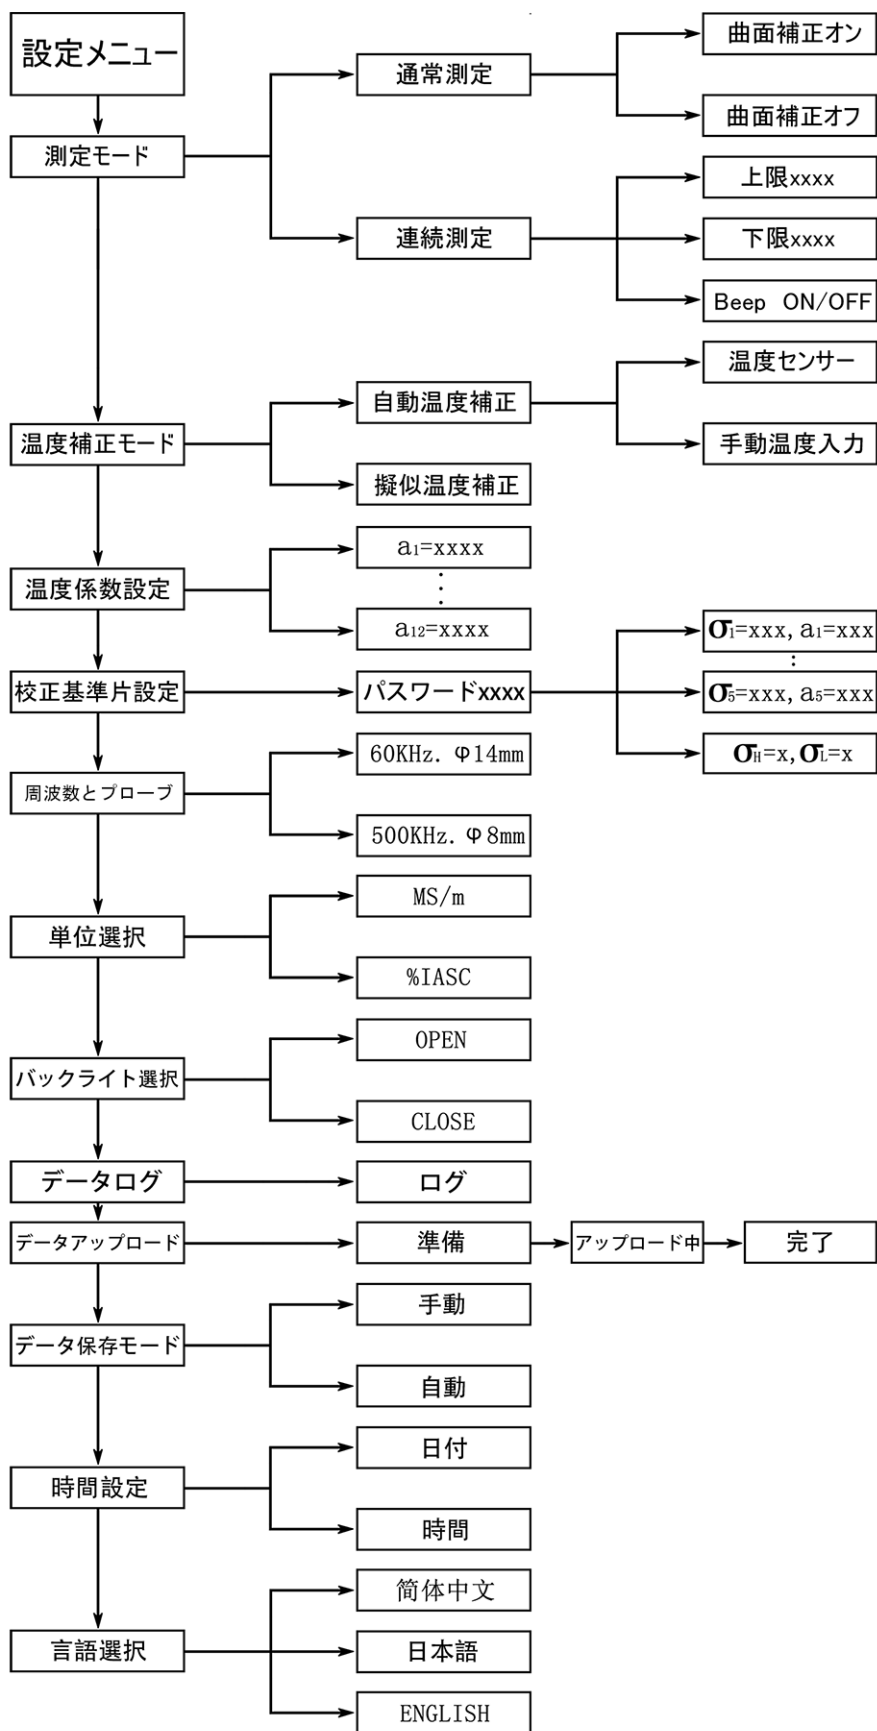 設定メニュー
測定モード
通常測定
曲面補正オン
曲面補正オフ
連続測定
上限xxxx
下限xxxx
Beep ON/OFF
温度補正モード
自動温度補正
温度センサー
手動温度入力
擬似温度補正
温度係数設定
a1=xxxx
⋮
a12=xxxx
校正基準片設定
パスワードxxxx
σ1=xxx, a1=xxx
⋮
σ5=xxx, a5=xxx
σH=x, σL=x
周波数とプローブ
60KHz. φ14mm
500KHz. φ8mm
単位選択
MS/m
%IASC
バックライト選択
OPEN
CLOSE
データログ
ログ
データアップロード
準備
アップロード中
完了
データ保存モード
手動
自動
時間設定
日付
時間
言語選択
简体中文
日本語
ENGLISH